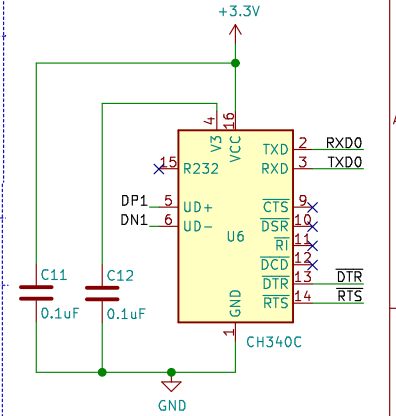 +3.3V
4
16
V3
VCC
TXD 2 RXD0
RXD 3 TXD0
15 R232
DP1 5 UD+
DN1 6 UD-
CTS 9
DSR 10
RI 11
DCD 12
DTR 13 DTR
RTS 14 RTS
U6
GND
1
CH340C
C11
0.1uF
C12
0.1uF
GND
A